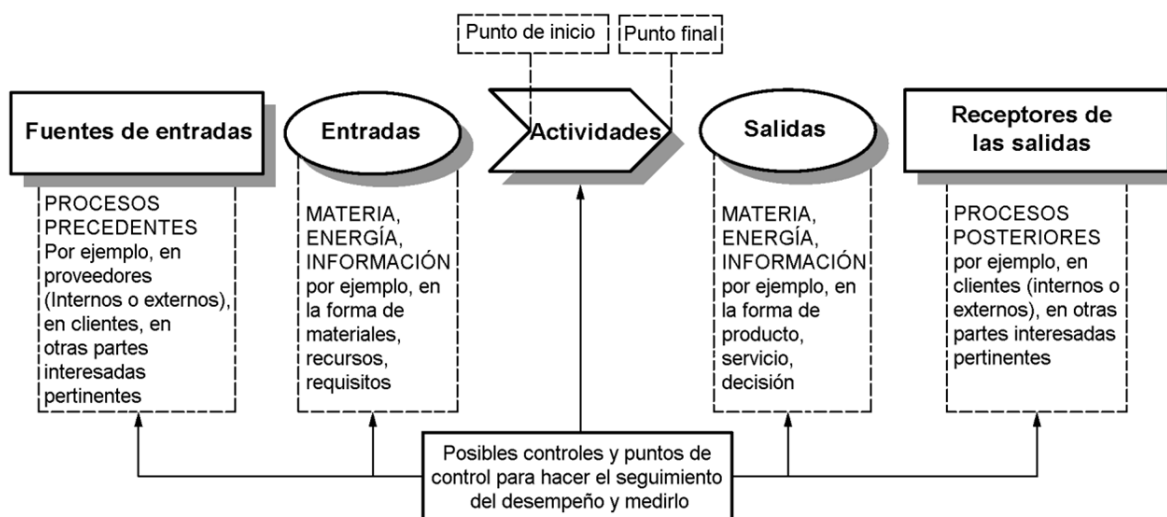 Punto de inicio
Punto final
Fuentes de entradas
Entradas
Actividades
Salidas
Receptores de
las salidas
PROCESOS
PRECEDENTES
Por ejemplo, en
proveedores
(Internos o externos),
en clientes, en
otras partes
interesadas
pertinentes
MATERIA,
ENERGÍA,
INFORMACIÓN
por ejemplo, en
la forma de
materiales,
recursos,
requisitos
MATERIA,
ENERGÍA,
INFORMACIÓN
por ejemplo, en
la forma de
producto,
servicio,
decisión
PROCESOS
POSTERIORES
por ejemplo, en
clientes (internos o
externos), en otras
partes interesadas
pertinentes
Posibles controles y puntos de
control para hacer el seguimiento
del desempeño y medirlo